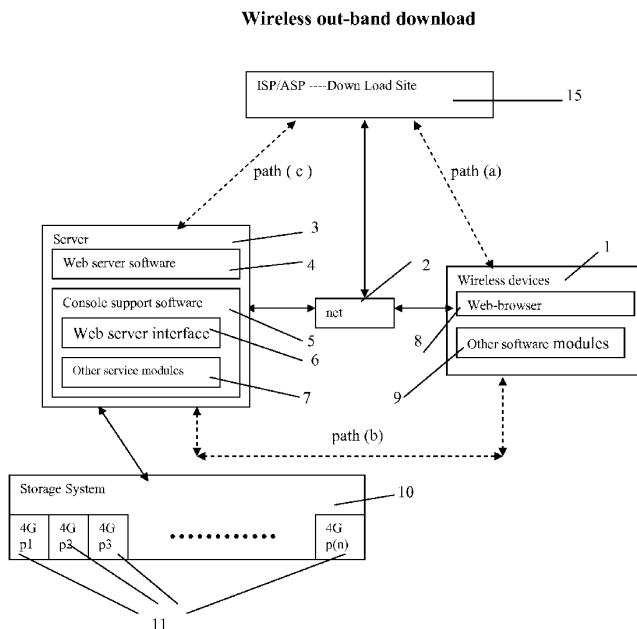 Wireless out-band download
ISP/ASP ----Down Load Site
15
path ( c )
path (a)
Server
3
Web server software
4
Console support software
5
Web server interface
6
Other service modules
7
2
net
1
Wireless devices
Web-browser
8
Other software modules
9
path (b)
Storage System
10
4G
p1
4G
p2
4G
p3
4G
p(n)
11